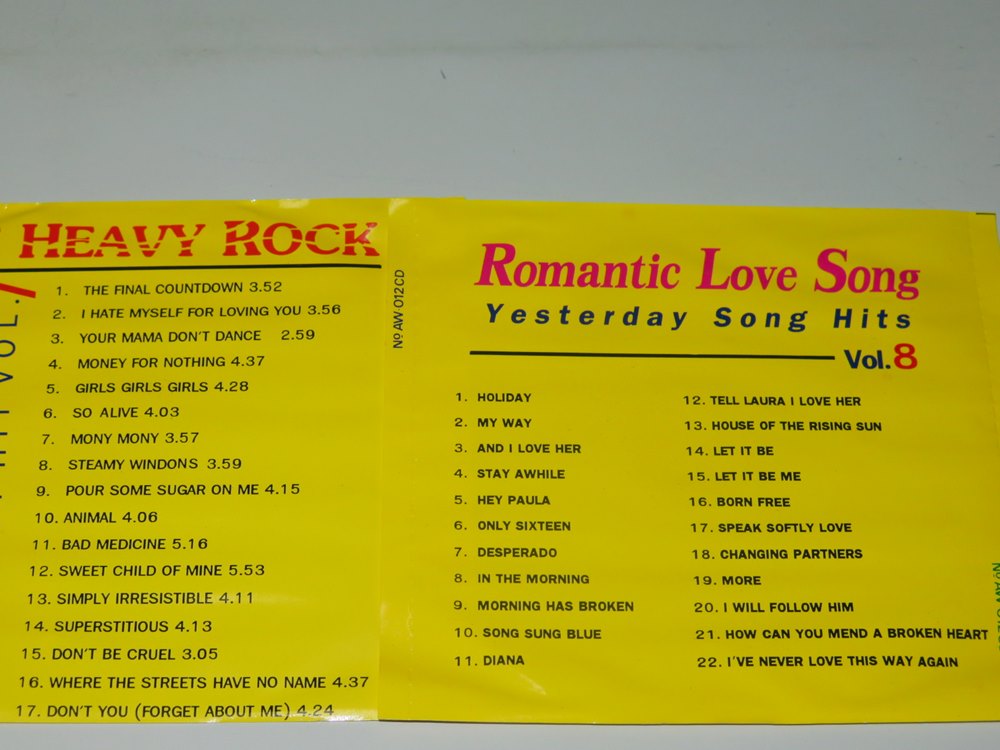 HEAVY ROCK
1. THE FINAL COUNTDOWN 3.52
2. I HATE MYSELF FOR LOVING YOU 3.56
3. YOUR MAMA DON'T DANCE 2.59
4. MONEY FOR NOTHING 4.37
5. GIRLS GIRLS GIRLS 4.28
6. SO ALIVE 4.03
7. MONY MONY 3.57
8. STEAMY WINDONS 3.59
9. POUR SOME SUGAR ON ME 4.15
10. ANIMAL 4.06
11. BAD MEDICINE 5.16
12. SWEET CHILD OF MINE 5.53
13. SIMPLY IRRESISTIBLE 4.11
14. SUPERSTITIOUS 4.13
15. DON'T BE CRUEL 3.05
16. WHERE THE STREETS HAVE NO NAME 4.37
17. DON'T YOU (FORGET ABOUT ME) 4.24
VOL.
Nº AW-012CD
Romantic Love Song
Yesterday Song Hits
Vol.8
1. HOLIDAY
2. MY WAY
3. AND I LOVE HER
4. STAY AWHILE
5. HEY PAULA
6. ONLY SIXTEEN
7. DESPERADO
8. IN THE MORNING
9. MORNING HAS BROKEN
10. SONG SUNG BLUE
11. DIANA
12. TELL LAURA I LOVE HER
13. HOUSE OF THE RISING SUN
14. LET IT BE
15. LET IT BE ME
16. BORN FREE
17. SPEAK SOFTLY LOVE
18. CHANGING PARTNERS
19. MORE
20. I WILL FOLLOW HIM
21. HOW CAN YOU MEND A BROKEN HEART
22. I'VE NEVER LOVE THIS WAY AGAIN